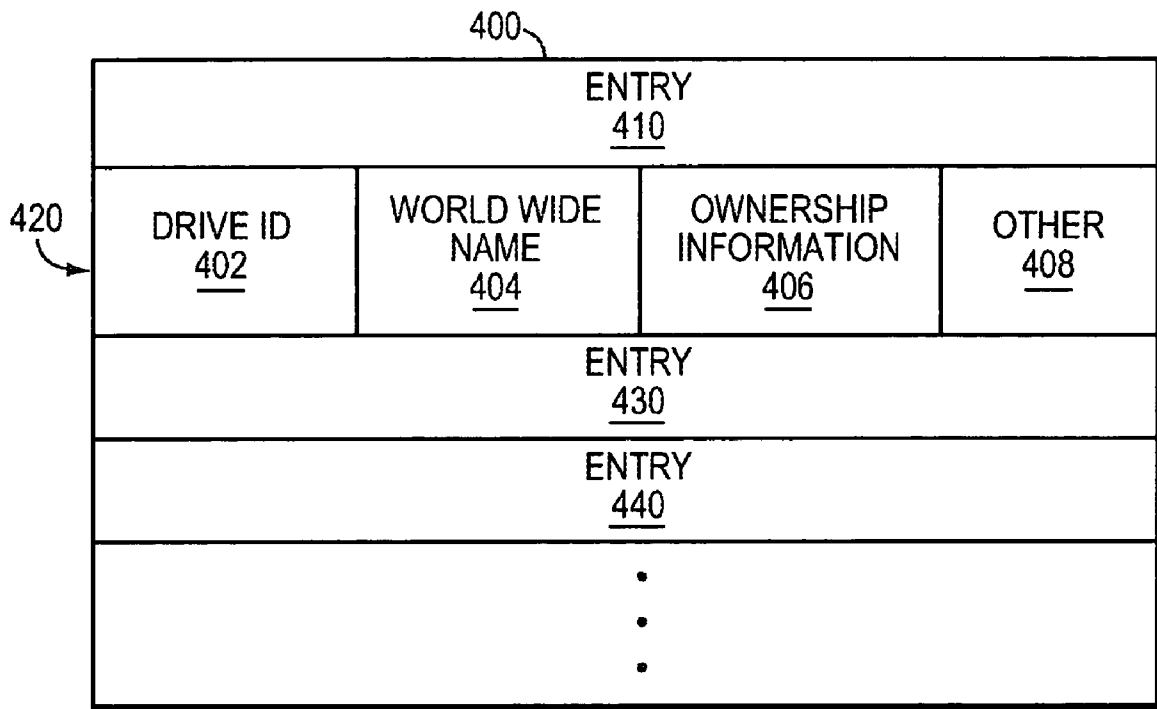 400
ENTRY
410
420
DRIVE ID
402
WORLD WIDE
NAME
404
OWNERSHIP
INFORMATION
406
OTHER
408
ENTRY
430
ENTRY
440